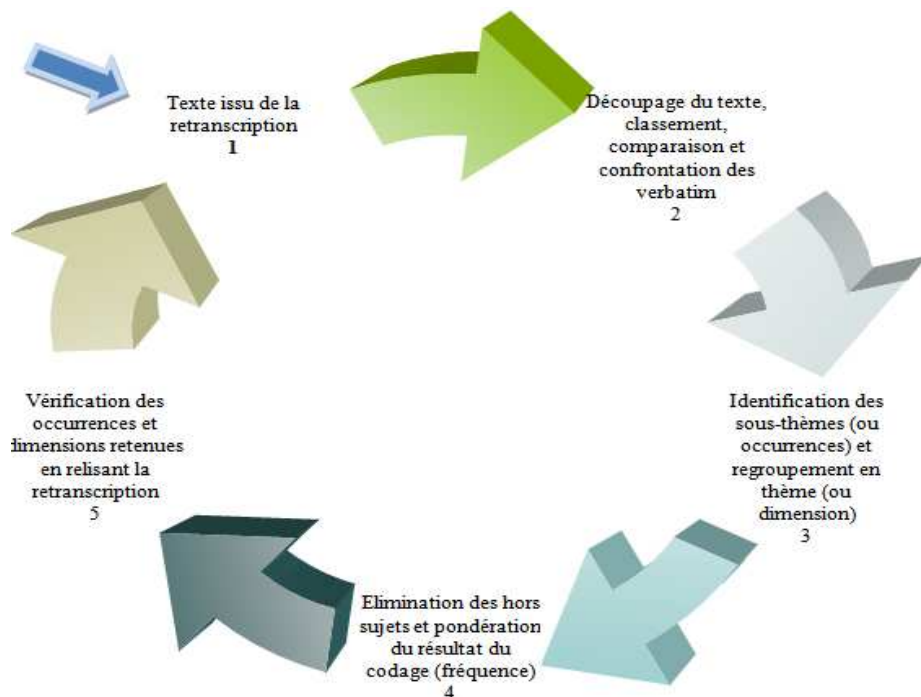 Texte issu de la
retranscription
1
Découpage du texte,
classement,
comparaison et
confrontation des
verbatim
2
Identification des
sous-thèmes (ou
occurrences) et
regroupement en
thème (ou
dimension)
3
Elimination des hors
sujets et pondération
du résultat du
codage (fréquence)
4
Vérification des
occurrences et
dimensions retenues
en relisant la
retranscription
5